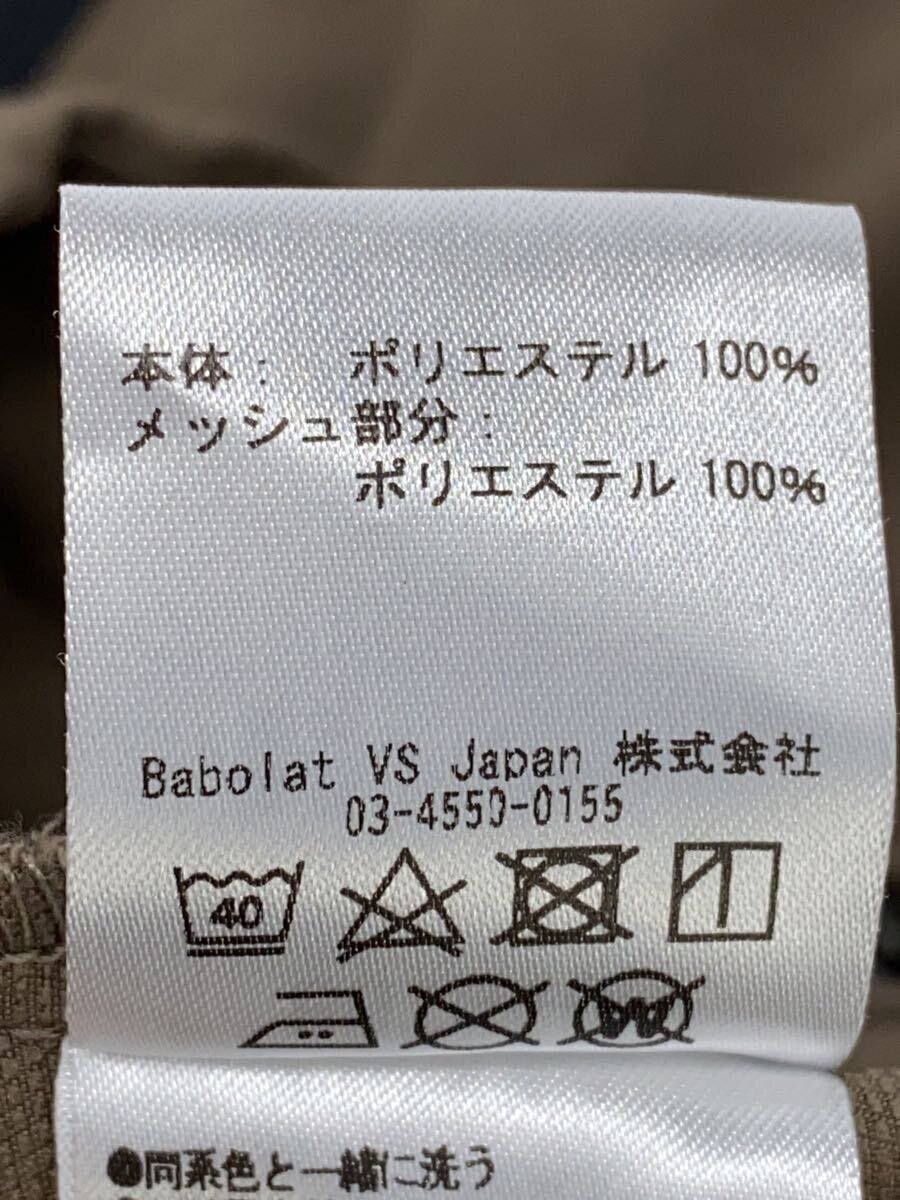 本体： ポリエステル 100%
メッシュ部分：
ポリエステル 100%
Babolat VS Japan 株式会社
03-4550-0155
40
●同系色と一緒に洗う